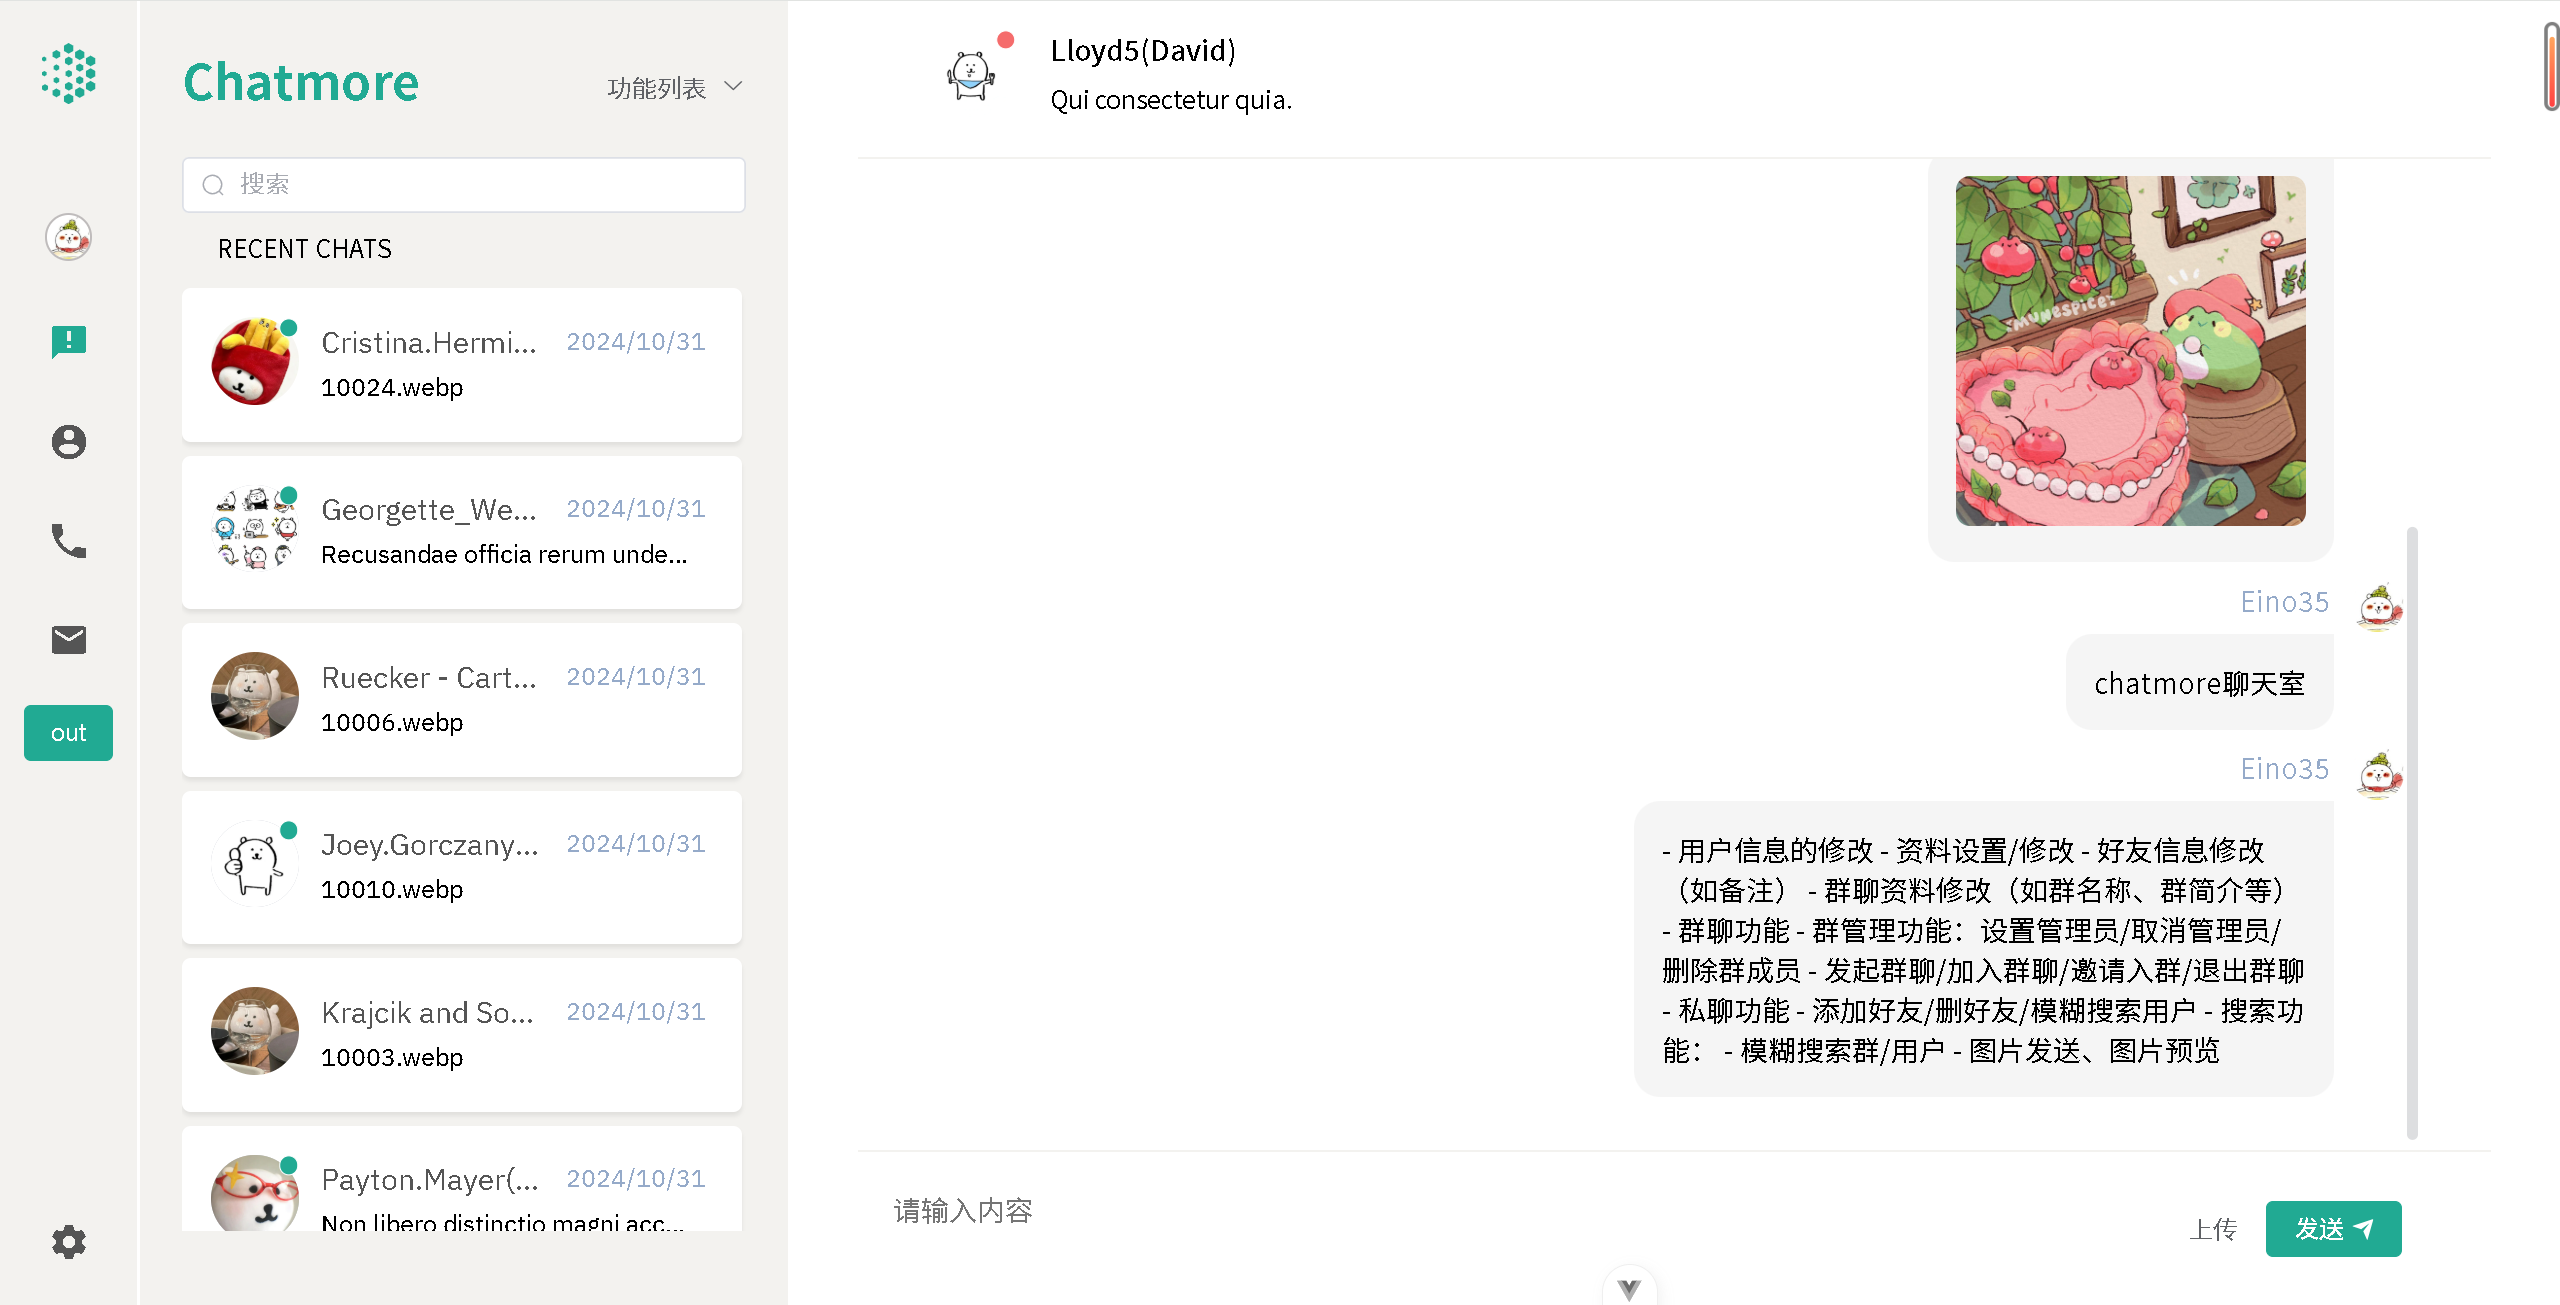 Chatmore
功能列表
搜索
RECENT CHATS
Cristina.Hermi...
2024/10/31
10024.webp
Georgette_We...
2024/10/31
Recusandae officia rerum unde...
Ruecker - Cart...
2024/10/31
10006.webp
Joey.Gorczany...
2024/10/31
10010.webp
Krajcik and So...
2024/10/31
10003.webp
Payton.Mayer(...
2024/10/31
Non libero distinctio magni acc...
out
Lloyd5(David)
Qui consectetur quia.
MUNESPICE
Eino35
chatmore聊天室
Eino35
- 用户信息的修改 - 资料设置/修改 - 好友信息修改
（如备注） - 群聊资料修改（如群名称、群简介等）
- 群聊功能 - 群管理功能：设置管理员/取消管理员/
删除群成员 - 发起群聊/加入群聊/邀请入群/退出群聊
- 私聊功能 - 添加好友/删好友/模糊搜索用户 - 搜索功
能： - 模糊搜索群/用户 - 图片发送、图片预览
请输入内容
上传
发送